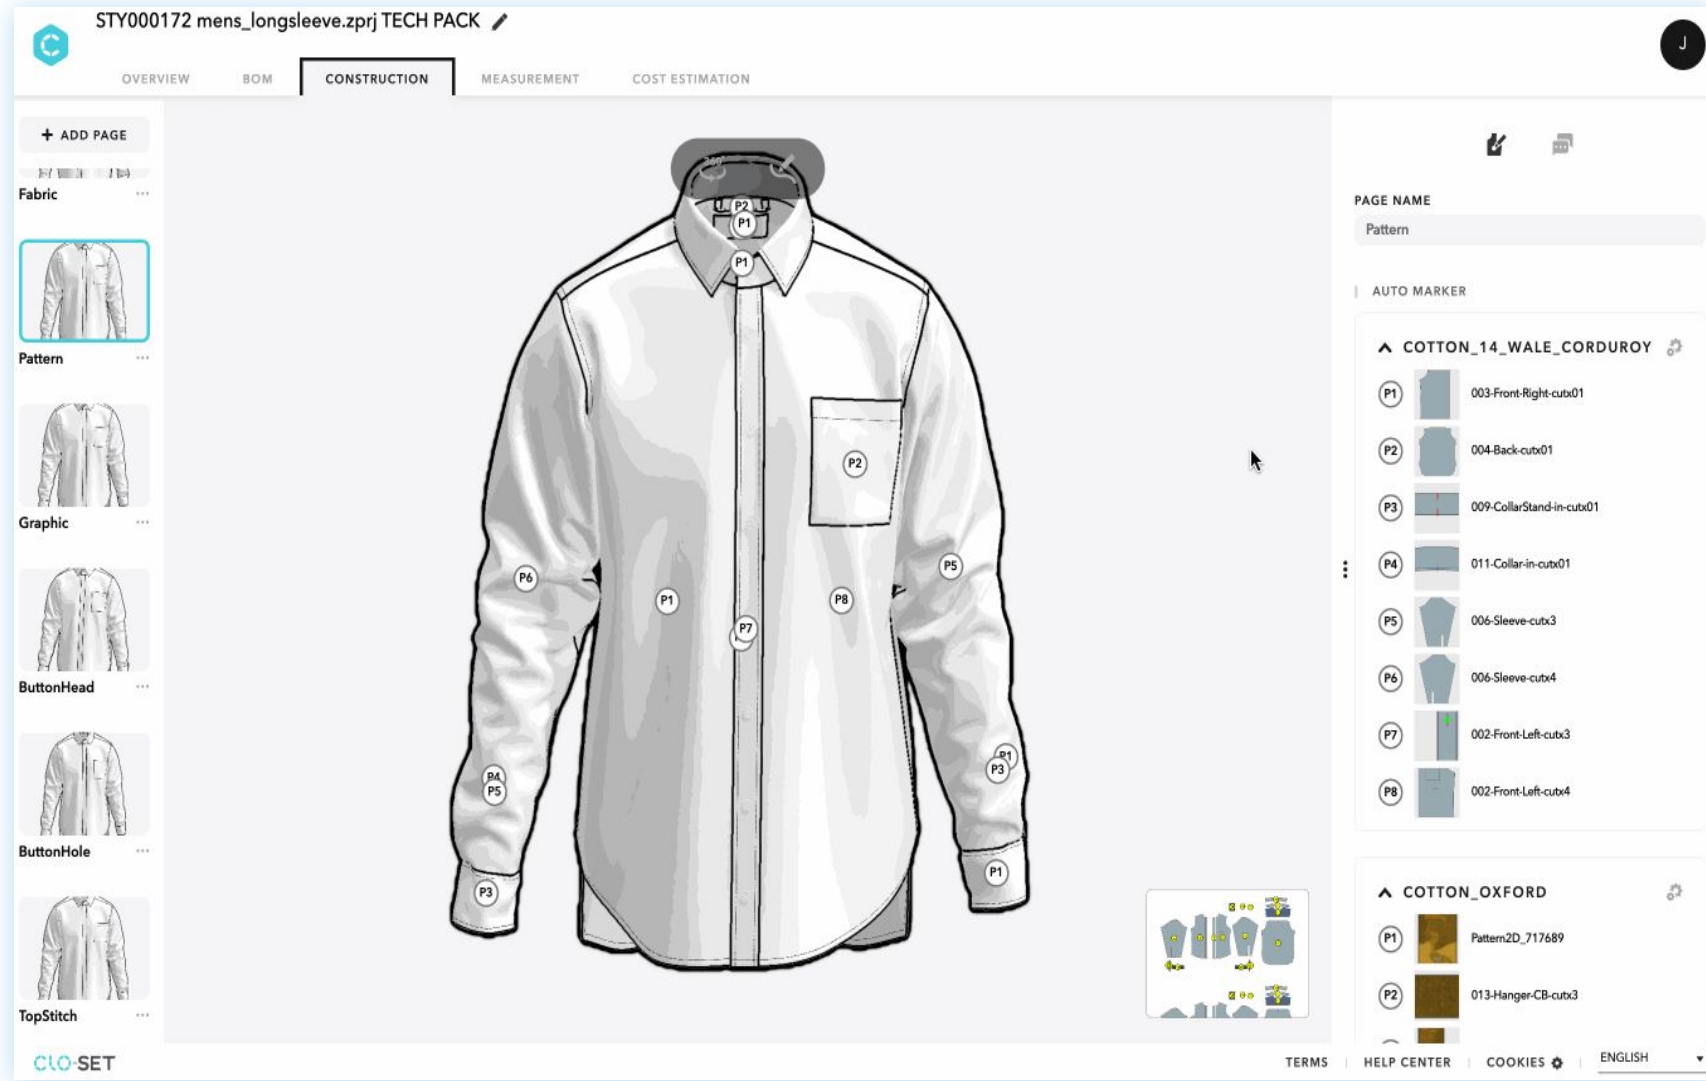 STY000172 mens_longsleeve.zprj TECH PACK
J
OVERVIEW
BOM
CONSTRUCTION
MEASUREMENT
COST ESTIMATION
+ ADD PAGE
Fabric
Pattern
Graphic
ButtonHead
ButtonHole
TopStitch
360°
P2
P1
P1
P2
P5
P6
P1
P8
P7
P1
P3
P4
P5
P1
P3
PAGE NAME
Pattern
AUTO MARKER
COTTON_14_WALE_CORDUROY
P1 003-Front-Right-cutx01
P2 004-Back-cutx01
P3 009-CollarStand-in-cutx01
P4 011-Collar-in-cutx01
P5 006-Sleeve-cutx3
P6 006-Sleeve-cutx4
P7 002-Front-Left-cutx3
P8 002-Front-Left-cutx4
COTTON_OXFORD
P1 Pattern2D_717689
P2 013-Hanger-CB-cutx3
CLO-SET
TERMS
HELP CENTER
COOKIES
ENGLISH